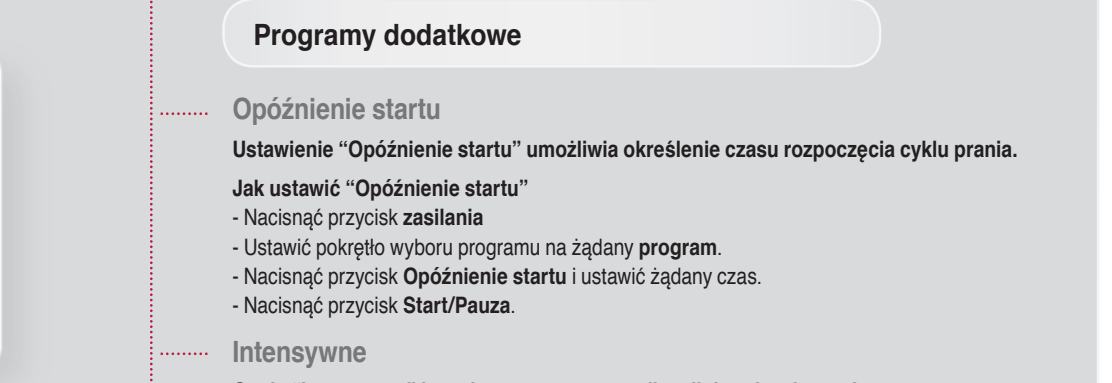 Programy dodatkowe
Opóźnienie startu
Ustawienie “Opóźnienie startu” umożliwia określenie czasu rozpoczęcia cyklu prania.
Jak ustawić “Opóźnienie startu”
- Nacisnąć przycisk zasilania
- Ustawić pokrętło wyboru programu na żądany program.
- Nacisnąć przycisk Opóźnienie startu i ustawić żądany czas.
- Nacisnąć przycisk Start/Pauza.
Intensywne